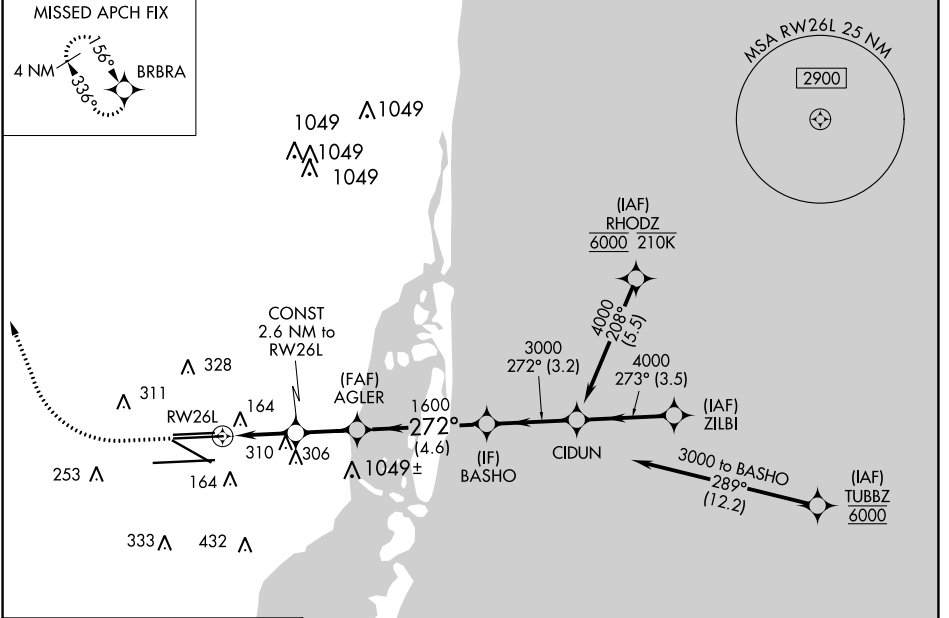 MISSED APCH FIX
4 NM
156°
336°
BRBRA
MSA RW26L 25 NM
2900
1049
1049
1049
1049
(IAF)
RHODZ
6000 210K
4000
208°
(5.5)
CONST
2.6 NM to
RW26L
3000
272° (3.2)
4000
273° (3.5)
(IAF)
ZILBI
328
311
(FAF)
AGLER
1600
272°
(4.6)
RW26L
164
310
306
(IF)
BASHO
CIDUN
253
164
1049±
3000 to BASHO
289°
(12.2)
(IAF)
TUBBZ
6000
333
432